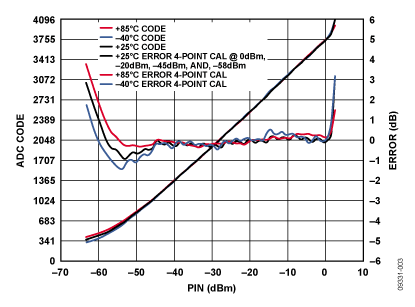 4095
3756
3413
3072
2731
2389
2048
1707
1365
1024
683
341
0
ADC CODE
+85°C CODE
–40°C CODE
+25°C CODE
+25°C ERROR 4-POINT CAL @ 0dBm,
–20dBm, –45dBm, AND, –58dBm
+85°C ERROR 4-POINT CAL
–40°C ERROR 4-POINT CAL
6
5
4
3
2
1
0
–1
–2
–3
–4
–5
–6
ERROR (dB)
–70 –60 –50 –40 –30 –20 –10 0 10
PIN (dBm)
09331-003